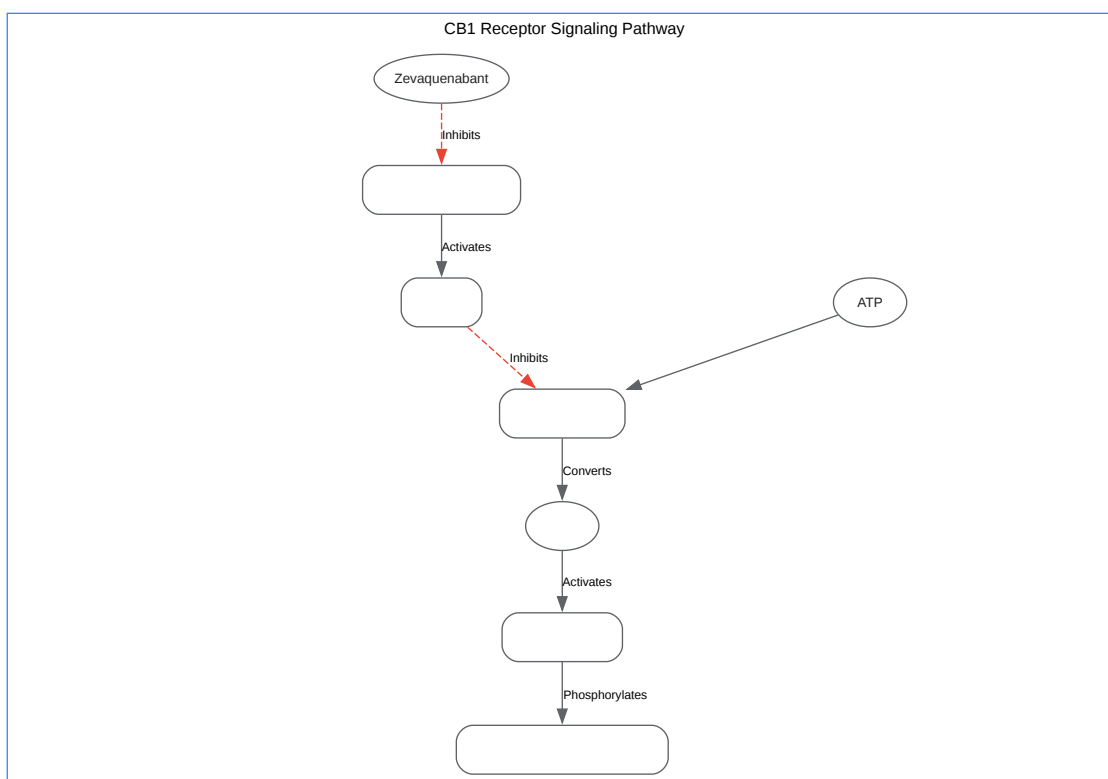 CB1 Receptor Signaling Pathway
Zevaquenabant
Inhibits
Activates
ATP
Inhibits
Converts
Activates
Phosphorylates